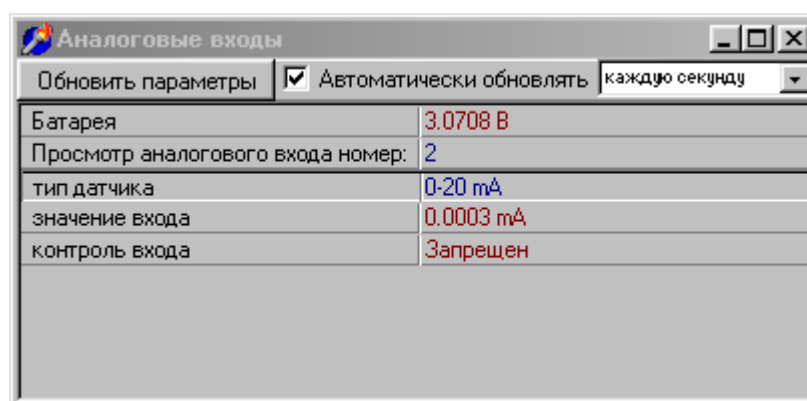 Аналоговые входы
Обновить параметры Автоматически обновлять каждую секунду
Батарея 3.0708 В
Просмотр аналогового входа номер: 2
тип датчика 0-20 mA
значение входа 0.0003 mA
контроль входа Запрещен